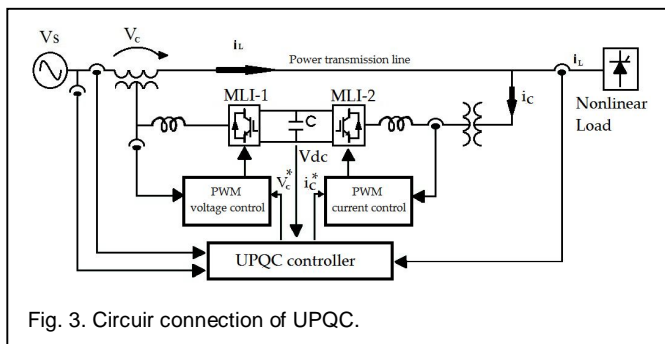 Vs
Vc
iL
Power transmission line
iL
MLI-1
MLI-2
C
ic
Nonlinear
Load
Vdc
PWM
voltage control
Vc*
ic*
PWM
current control
UPQC controller
Fig. 3. Circuir connection of UPQC.